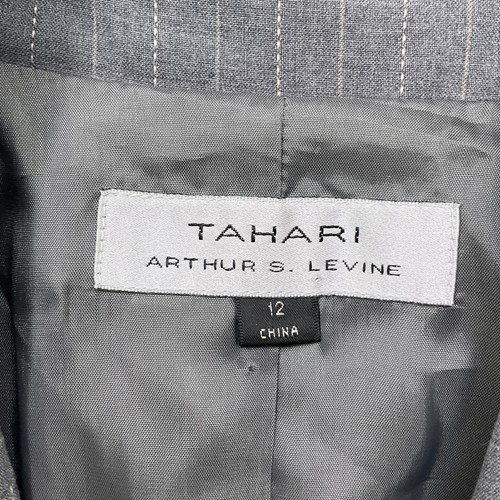 TAHARI
ARTHUR S. LEVINE
12
CHINA